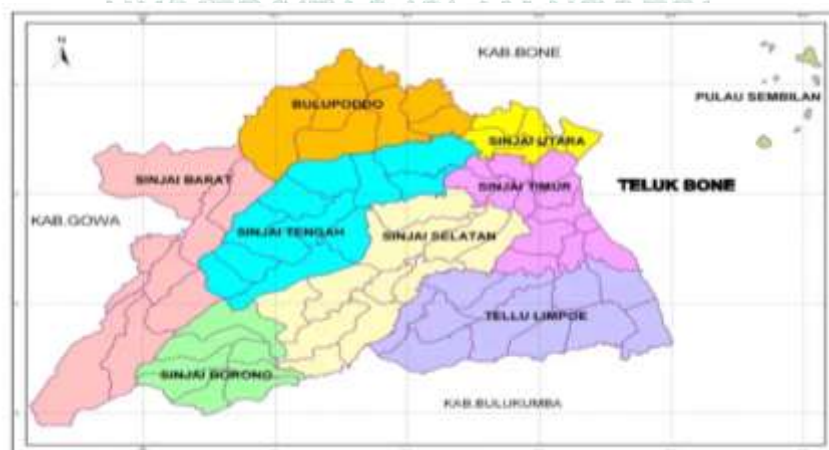 N
KAB.BONE
BULUPODDO
PULAU SEMBILAN
SINJAI UTARA
SINJAI BARAT
SINJAI TIMUR
TELUK BONE
KAB.GOWA
SINJAI TENGAH
SINJAI SELATAN
TELLU LIMPOE
SINJAI BORONG
KAB.BULUKUMBA